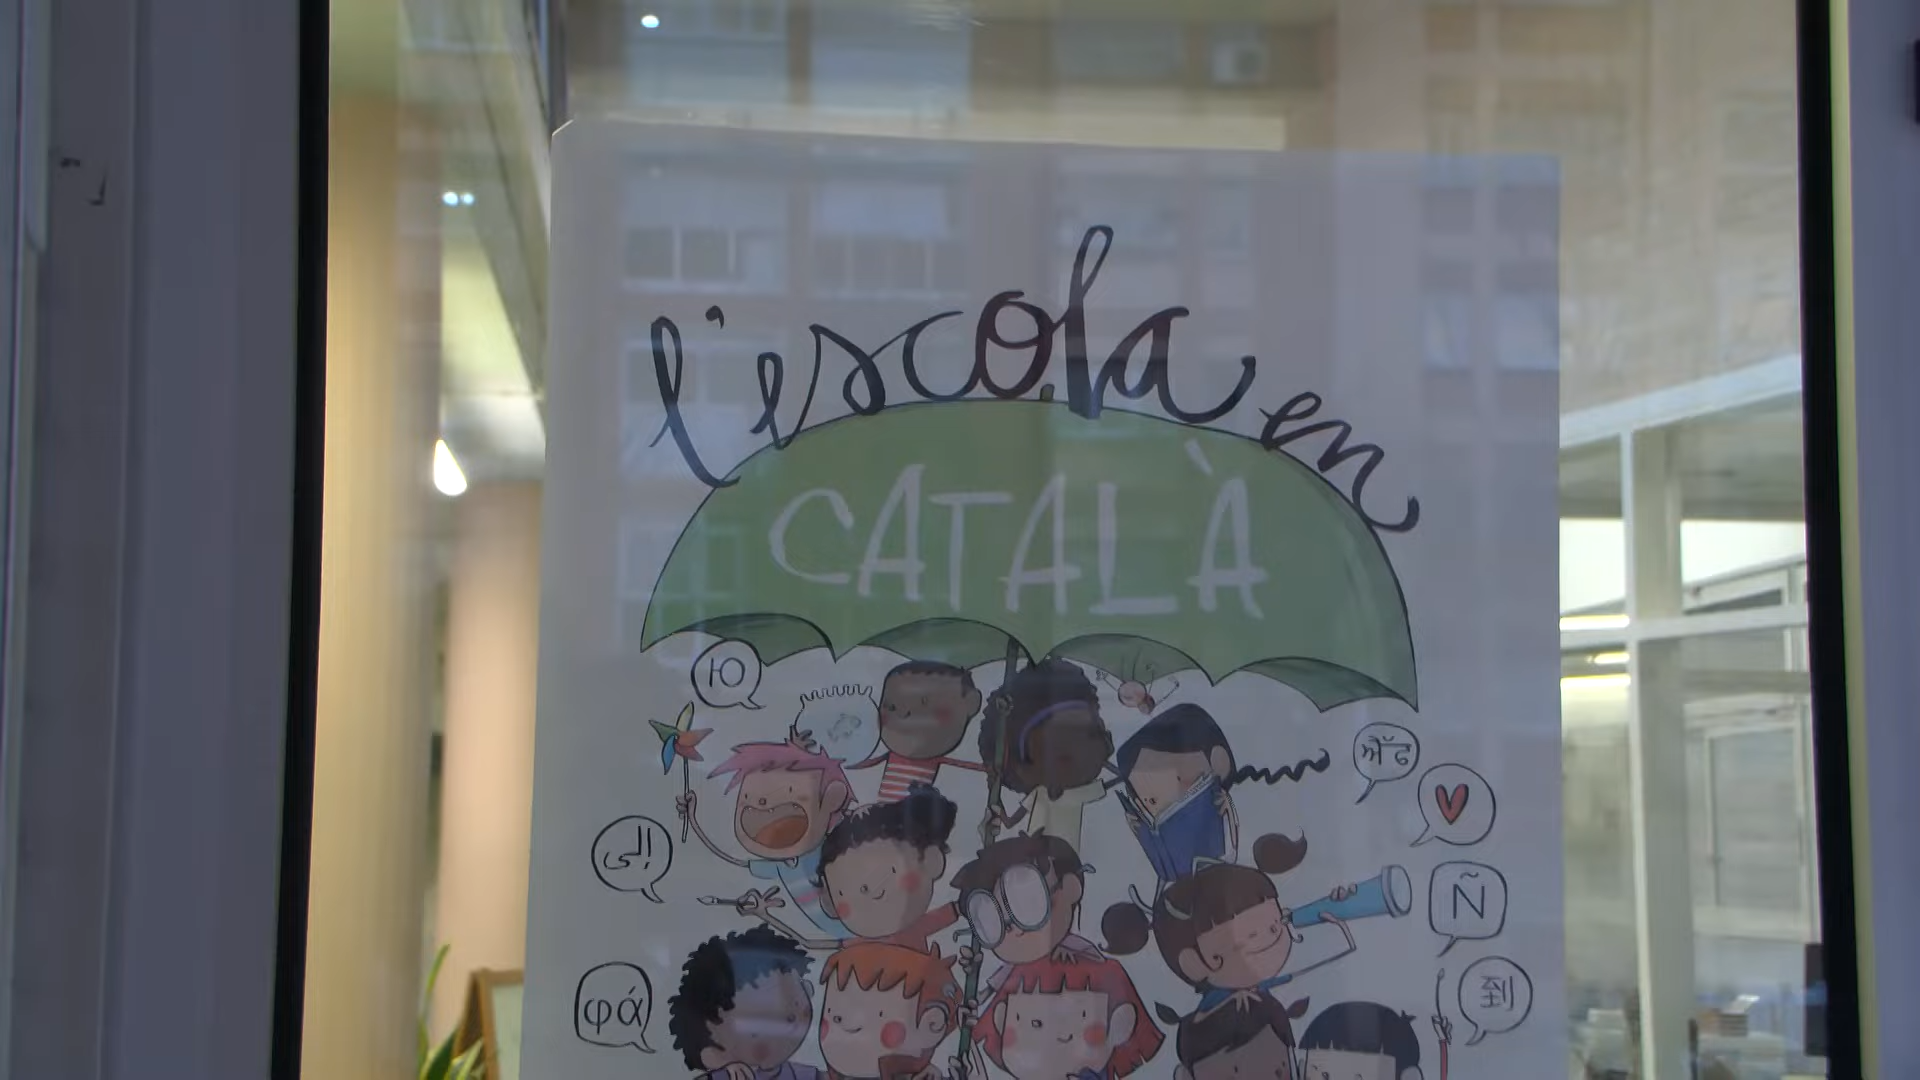 l'escola en
CATALÀ
Ю
إلى
Ñ
φά
到